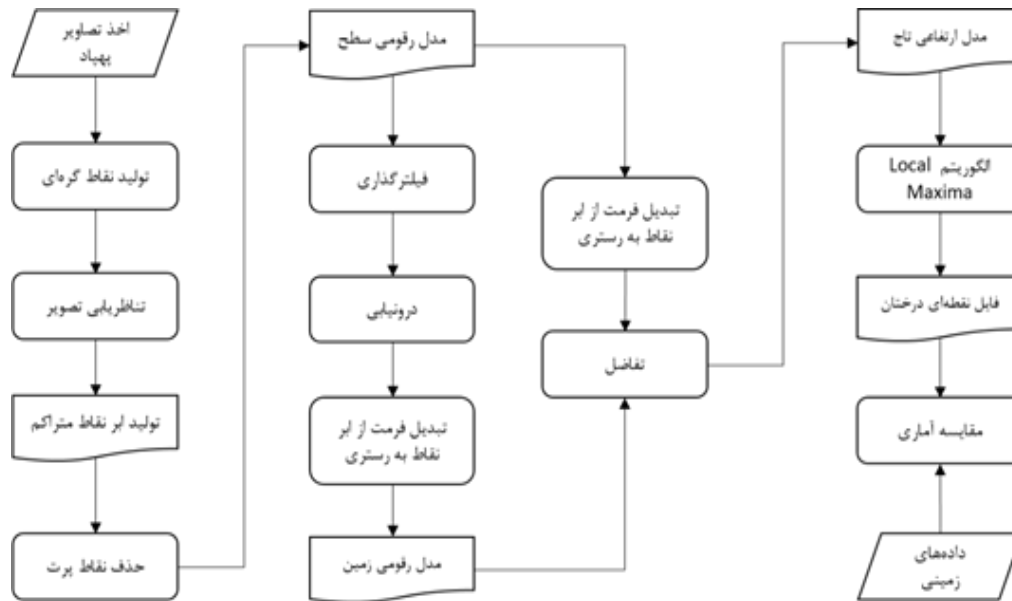 اخذ تصاویر
پهپاد
تولید نقاط گره‌ای
تناظریابی تصویر
تولید ابر نقاط متراکم
حذف نقاط پرت
مدل رقومی سطح
فیلترگذاری
درونیابی
تبدیل فرمت از ابر
نقاط به رستری
مدل رقومی زمین
تبدیل فرمت از ابر
نقاط به رستری
تفاضل
مدل ارتفاعی تاج
الگوریتم Local
Maxima
فایل نقطه‌ای درختان
مقایسه آماری
داده‌های
زمینی